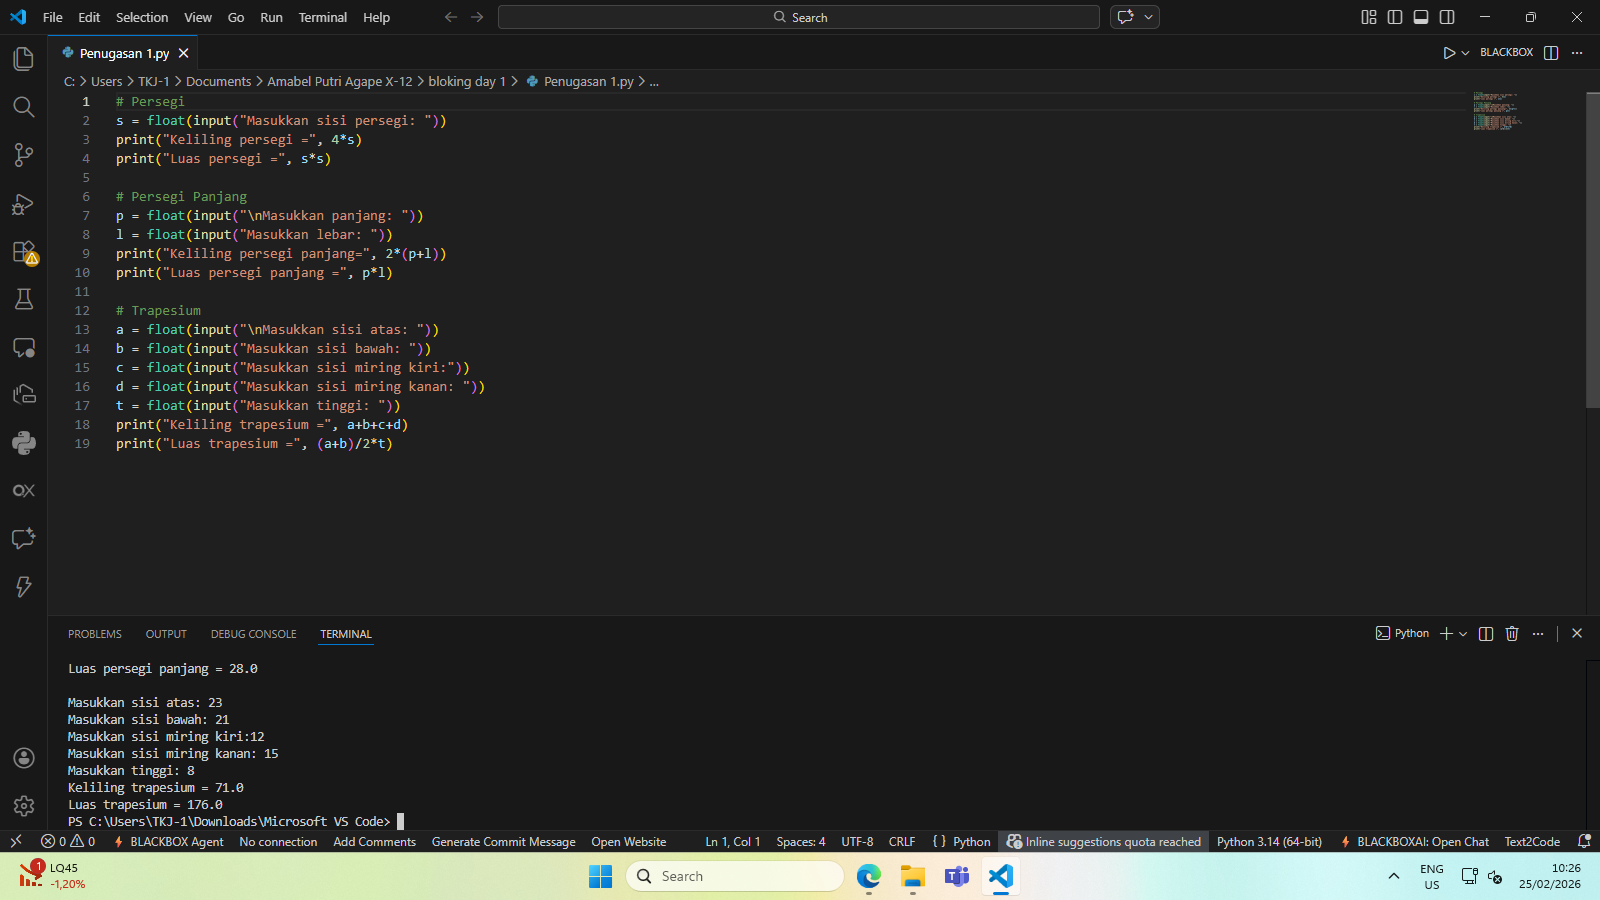 File Edit Selection View Go Run Terminal Help
Search
Penugasan 1.py
BLACKBOX
C: > Users > TKJ-1 > Documents > Amabel Putri Agape X-12 > bloking day 1 > Penugasan 1.py > ...
1 # Persegi
2 s = float(input("Masukkan sisi persegi: "))
3 print("Keliling persegi =", 4*s)
4 print("Luas persegi =", s*s)
5
6 # Persegi Panjang
7 p = float(input("\nMasukkan panjang: "))
8 l = float(input("Masukkan lebar: "))
9 print("Keliling persegi panjang=", 2*(p+l))
10 print("Luas persegi panjang =", p*l)
11
12 # Trapesium
13 a = float(input("\nMasukkan sisi atas: "))
14 b = float(input("Masukkan sisi bawah: "))
15 c = float(input("Masukkan sisi miring kiri:"))
16 d = float(input("Masukkan sisi miring kanan: "))
17 t = float(input("Masukkan tinggi: "))
18 print("Keliling trapesium =", a+b+c+d)
19 print("Luas trapesium =", (a+b)/2*t)
PROBLEMS OUTPUT DEBUG CONSOLE TERMINAL
Python
Luas persegi panjang = 28.0
Masukkan sisi atas: 23
Masukkan sisi bawah: 21
Masukkan sisi miring kiri:12
Masukkan sisi miring kanan: 15
Masukkan tinggi: 8
Keliling trapesium = 71.0
Luas trapesium = 176.0
PS C:\Users\TKJ-1\Downloads\Microsoft VS Code>
0 0 BLACKBOX Agent No connection Add Comments Generate Commit Message Open Website Ln 1, Col 1 Spaces: 4 UTF-8 CRLF { } Python Inline suggestions quota reached Python 3.14 (64-bit) BLACKBOXAI: Open Chat Text2Code
1
LQ45
-1,20%
Search
ENG
US
10:26
25/02/2026